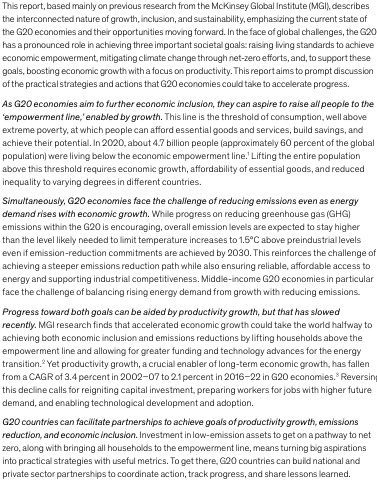 This report, based mainly on previous research from the McKinsey Global Institute (MGI), describes
the interconnected nature of growth, inclusion, and sustainability, emphasizing the current state of
the G20 economies and their opportunities moving forward. In the face of global challenges, the G20
has a pronounced role in achieving three important societal goals: raising living standards to achieve
economic empowerment, mitigating climate change through net-zero efforts, and, to support these
goals, boosting economic growth with a focus on productivity. This report aims to prompt discussion
of the practical strategies and actions that G20 economies could take to accelerate progress.
As G20 economies aim to further economic inclusion, they can aspire to raise all people to the
'empowerment line,' enabled by growth. This line is the threshold of consumption, well above
extreme poverty, at which people can afford essential goods and services, build savings, and
achieve their potential. In 2020, about 4.7 billion people (approximately 60 percent of the global
population) were living below the economic empowerment line.¹ Lifting the entire population
above this threshold requires economic growth, affordability of essential goods, and reduced
inequality to varying degrees in different countries.
Simultaneously, G20 economies face the challenge of reducing emissions even as energy
demand rises with economic growth. While progress on reducing greenhouse gas (GHG)
emissions within the G20 is encouraging, overall emission levels are expected to stay higher
than the level likely needed to limit temperature increases to 1.5°C above preindustrial levels
even if emission-reduction commitments are achieved by 2030. This reinforces the challenge of
achieving a steeper emissions reduction path while also ensuring reliable, affordable access to
energy and supporting industrial competitiveness. Middle-income G20 economies in particular
face the challenge of balancing rising energy demand from growth with reducing emissions.
Progress toward both goals can be aided by productivity growth, but that has slowed
recently. MGI research finds that accelerated economic growth could take the world halfway to
achieving both economic inclusion and emissions reductions by lifting households above the
empowerment line and allowing for greater funding and technology advances for the energy
transition.² Yet productivity growth, a crucial enabler of long-term economic growth, has fallen
from a CAGR of 3.4 percent in 2002–07 to 2.1 percent in 2016–22 in G20 economies.³ Reversing
this decline calls for reigniting capital investment, preparing workers for jobs with higher future
demand, and enabling technological development and adoption.
G20 countries can facilitate partnerships to achieve goals of productivity growth, emissions
reduction, and economic inclusion. Investment in low-emission assets to get on a pathway to net
zero, along with bringing all households to the empowerment line, means turning big aspirations
into practical strategies with useful metrics. To get there, G20 countries can build national and
private sector partnerships to coordinate action, track progress, and share lessons learned.